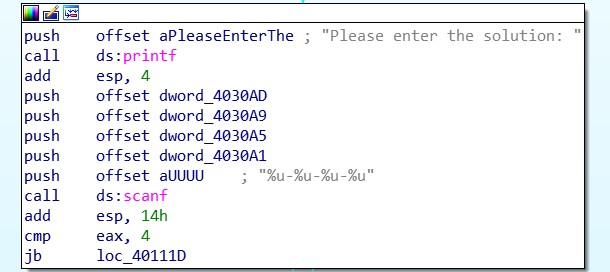 push offset aPleaseEnterThe ; "Please enter the solution: "
call ds:printf
add esp, 4
push offset dword_4030AD
push offset dword_4030A9
push offset dword_4030A5
push offset dword_4030A1
push offset aUUUU ; "%u-%u-%u-%u"
call ds:scanf
add esp, 14h
cmp eax, 4
jb loc_40111D